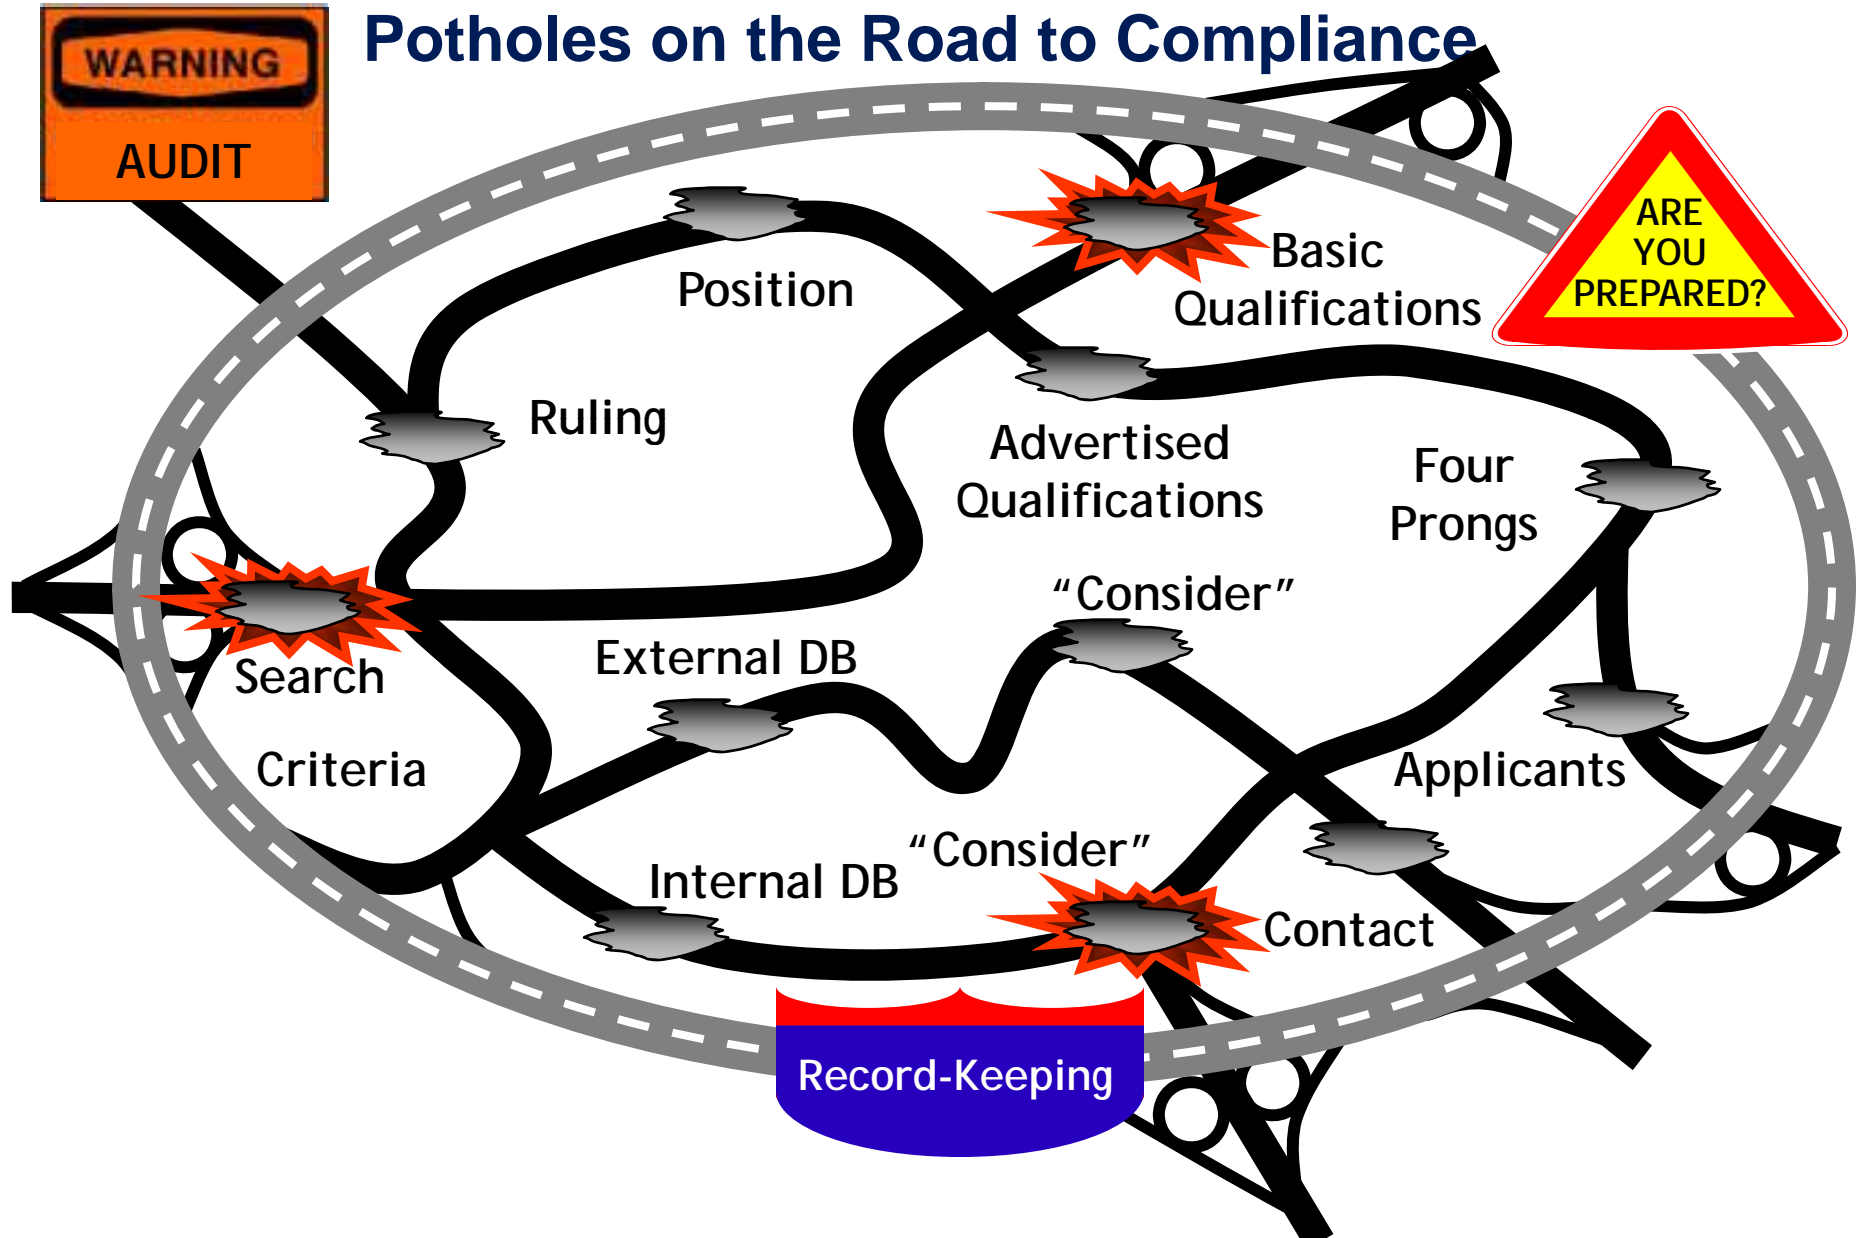 Potholes on the Road to Compliance
WARNING
AUDIT
ARE
YOU
PREPARED?
Basic
Qualifications
Position
Ruling
Advertised
Qualifications
Four
Prongs
“Consider”
External DB
Search
Criteria
Applicants
“Consider”
Internal DB
Contact
Record-Keeping